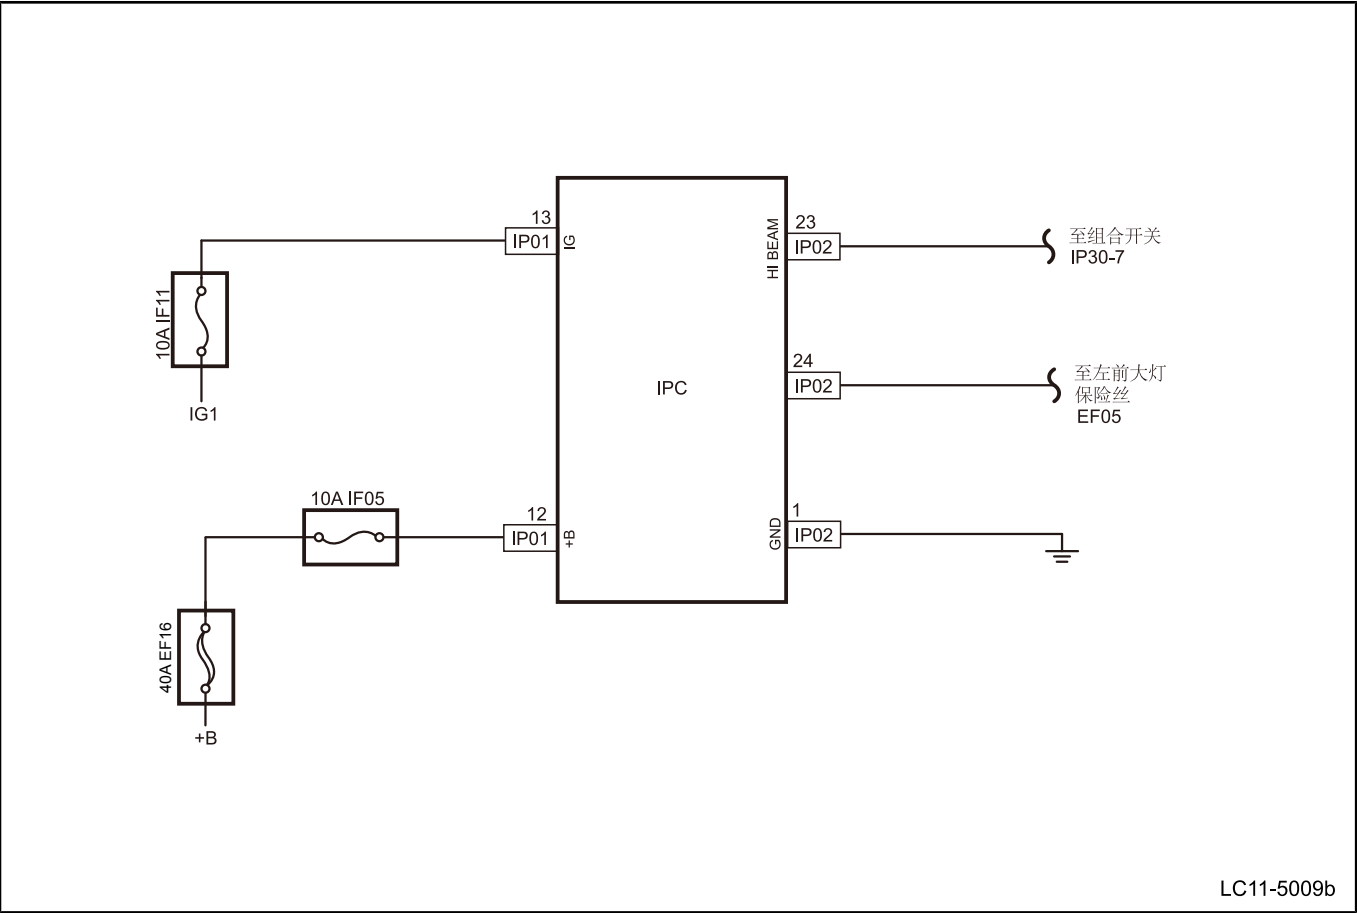 13
IP01
IG
10A IF11
IG1
HI BEAM
23
IP02
至组合开关
IP30-7
IPC
24
IP02
至左前大灯
保险丝
EF05
10A IF05
12
IP01
+B
40A EF16
+B
GND
1
IP02
LC11-5009b